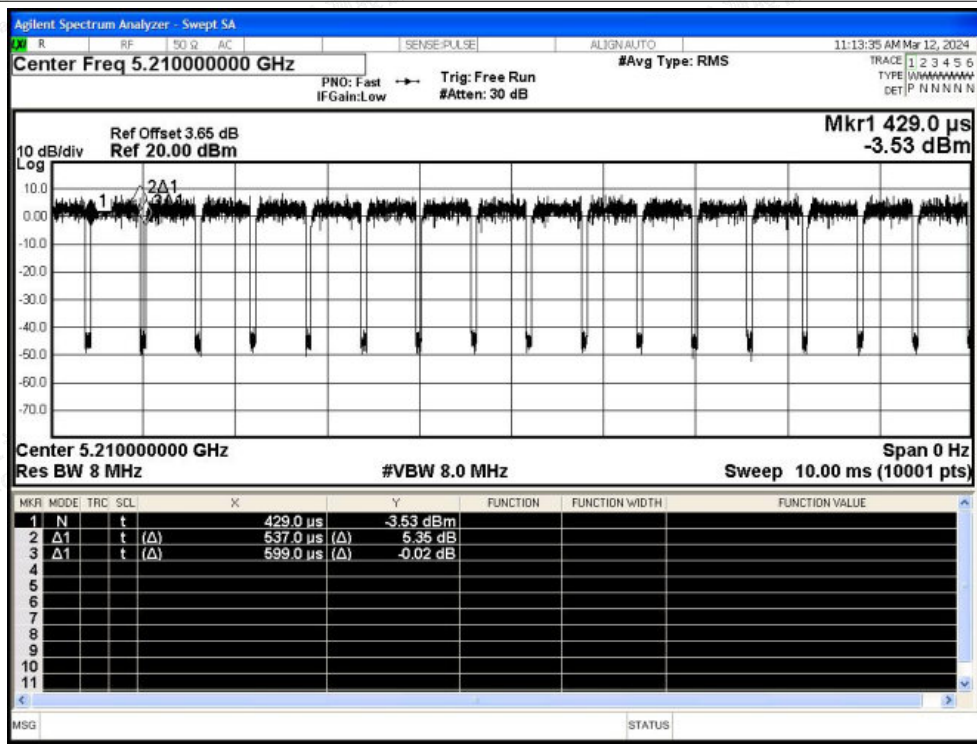 Agilent Spectrum Analyzer - Swept SA
LXI R RF 50 Ω AC SENSE:PULSE ALIGNAUTO 11:13:35 AM Mar 12, 2024
Center Freq 5.210000000 GHz #Avg Type: RMS TRACE 1 2 3 4 5 6
PNO: Fast Trig: Free Run TYPE WWWWWW
IFGain:Low #Atten: 30 dB DET P N N N N N
Mkr1 429.0 µs
Ref Offset 3.65 dB
10 dB/div Ref 20.00 dBm -3.53 dBm
Log
10.0
2Δ1
1 3Δ1
0.00
-10.0
-20.0
-30.0
-40.0
-50.0
-60.0
-70.0
Center 5.210000000 GHz Span 0 Hz
Res BW 8 MHz #VBW 8.0 MHz Sweep 10.00 ms (10001 pts)
MKR MODE TRC SCL X Y FUNCTION FUNCTION WIDTH FUNCTION VALUE
1 N t 429.0 µs -3.53 dBm
2 Δ1 t (Δ) 537.0 µs (Δ) 5.35 dB
3 Δ1 t (Δ) 599.0 µs (Δ) -0.02 dB
4
5
6
7
8
9
10
11
MSG STATUS